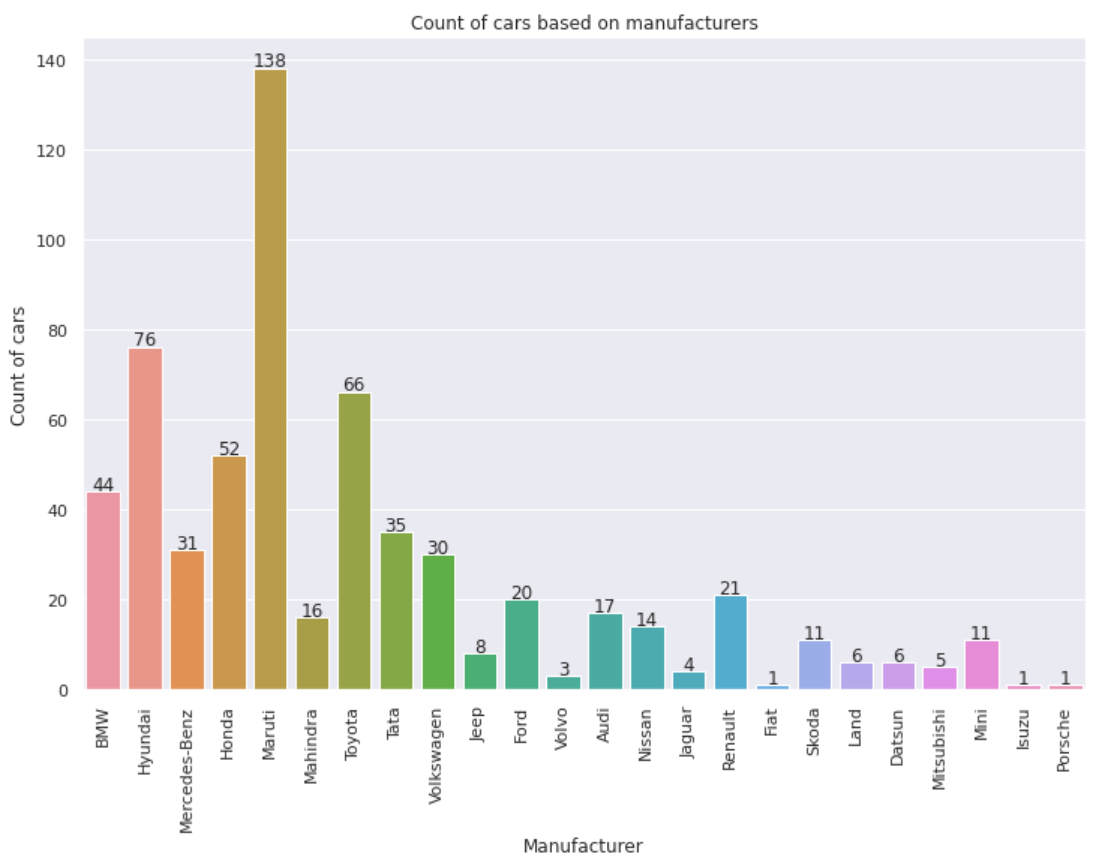 Count of cars based on manufacturers
140
120
100
80
60
40
20
0
Count of cars
44
76
31
52
138
16
66
35
30
8
20
3
17
14
4
21
1
11
6
6
5
11
1
1
BMW
Hyundai
Mercedes-Benz
Honda
Maruti
Mahindra
Toyota
Tata
Volkswagen
Jeep
Ford
Volvo
Audi
Nissan
Jaguar
Renault
Fiat
Skoda
Land
Datsun
Mitsubishi
Mini
Isuzu
Porsche
Manufacturer